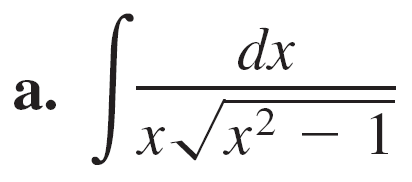 a. ∫ dx / (x√(x² − 1))